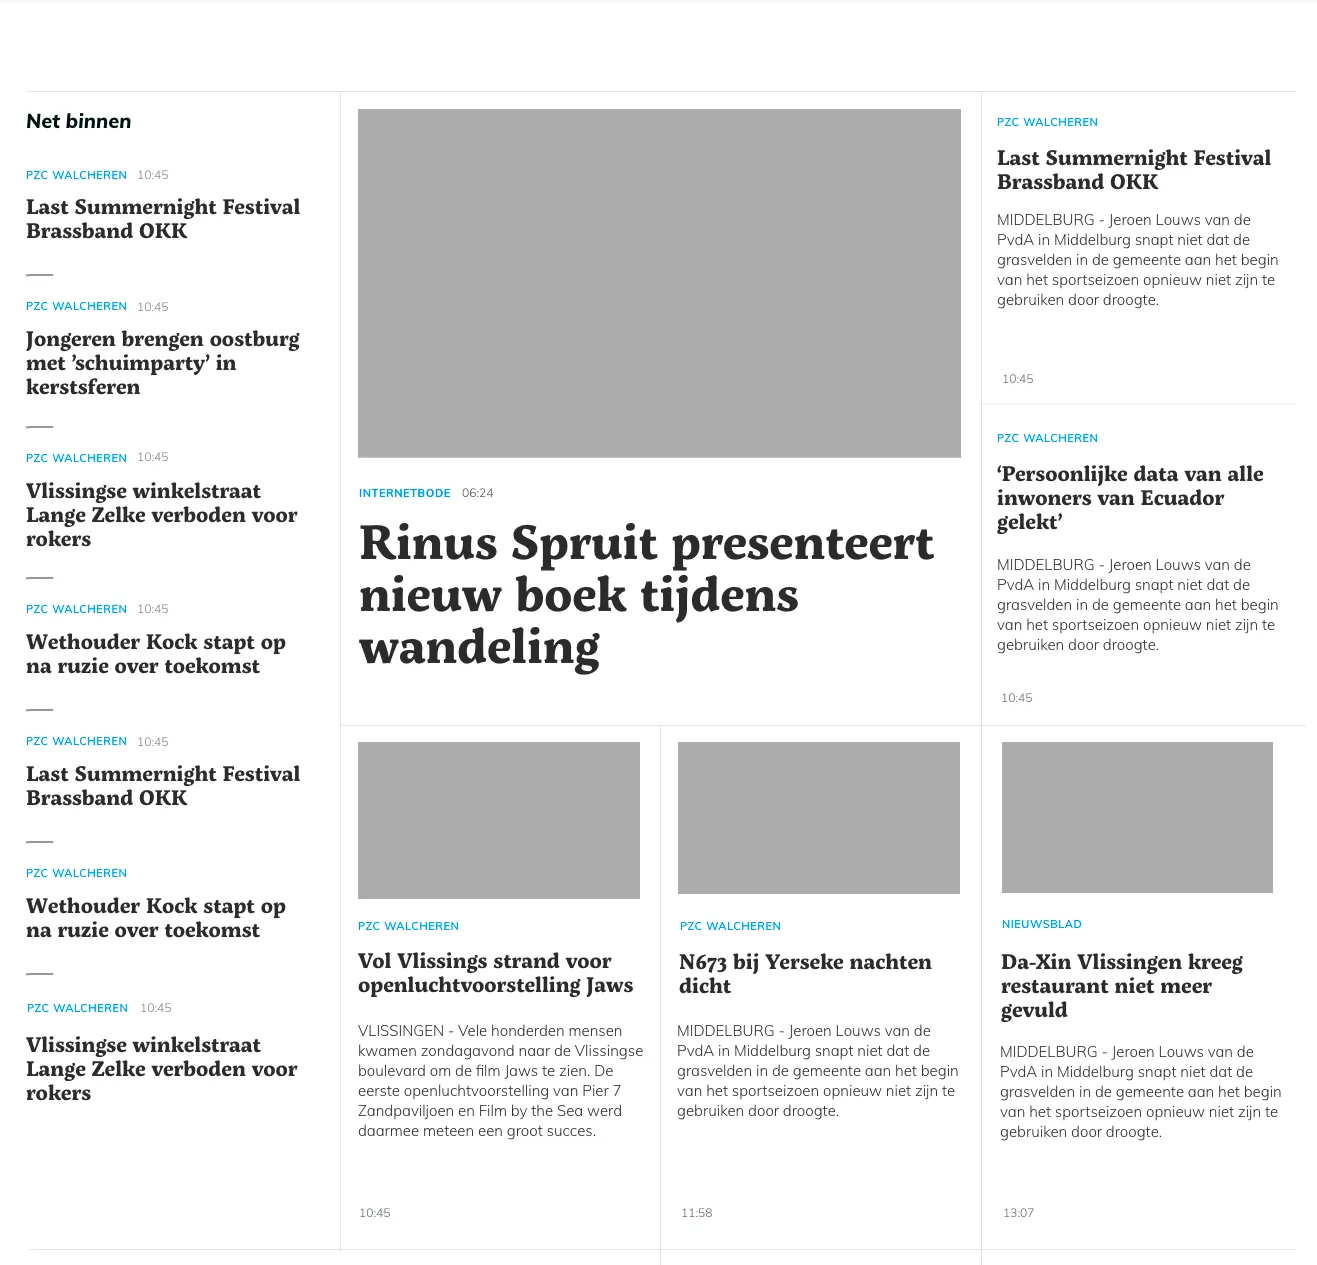 Net binnen
PZC WALCHEREN 10:45
Last Summernight Festival
Brassband OKK
PZC WALCHEREN 10:45
Jongeren brengen oostburg
met ’schuimparty’ in
kerstsferen
PZC WALCHEREN 10:45
Vlissingse winkelstraat
Lange Zelke verboden voor
rokers
PZC WALCHEREN 10:45
Wethouder Kock stapt op
na ruzie over toekomst
PZC WALCHEREN 10:45
Last Summernight Festival
Brassband OKK
PZC WALCHEREN
Wethouder Kock stapt op
na ruzie over toekomst
PZC WALCHEREN 10:45
Vlissingse winkelstraat
Lange Zelke verboden voor
rokers
INTERNETBODE 06:24
Rinus Spruit presenteert
nieuw boek tijdens
wandeling
PZC WALCHEREN
Last Summernight Festival
Brassband OKK
MIDDELBURG - Jeroen Louws van de
PvdA in Middelburg snapt niet dat de
grasvelden in de gemeente aan het begin
van het sportseizoen opnieuw niet zijn te
gebruiken door droogte.
10:45
PZC WALCHEREN
‘Persoonlijke data van alle
inwoners van Ecuador
gelekt’
MIDDELBURG - Jeroen Louws van de
PvdA in Middelburg snapt niet dat de
grasvelden in de gemeente aan het begin
van het sportseizoen opnieuw niet zijn te
gebruiken door droogte.
10:45
PZC WALCHEREN
Vol Vlissings strand voor
openluchtvoorstelling Jaws
VLISSINGEN - Vele honderden mensen
kwamen zondagavond naar de Vlissingse
boulevard om de film Jaws te zien. De
eerste openluchtvoorstelling van Pier 7
Zandpaviljoen en Film by the Sea werd
daarmee meteen een groot succes.
10:45
PZC WALCHEREN
N673 bij Yerseke nachten
dicht
MIDDELBURG - Jeroen Louws van de
PvdA in Middelburg snapt niet dat de
grasvelden in de gemeente aan het begin
van het sportseizoen opnieuw niet zijn te
gebruiken door droogte.
11:58
NIEUWSBLAD
Da-Xin Vlissingen kreeg
restaurant niet meer
gevuld
MIDDELBURG - Jeroen Louws van de
PvdA in Middelburg snapt niet dat de
grasvelden in de gemeente aan het begin
van het sportseizoen opnieuw niet zijn te
gebruiken door droogte.
13:07